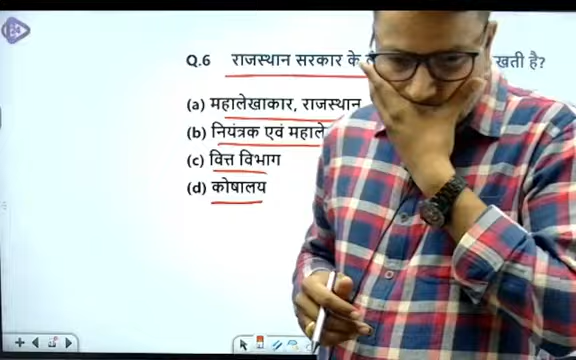 Q.6 राजस्थान सरकार के खती है?
(a) महालेखाकार, राजस्थान
(b) नियंत्रक एवं महाले
(c) वित्त विभाग
(d) कोषालय